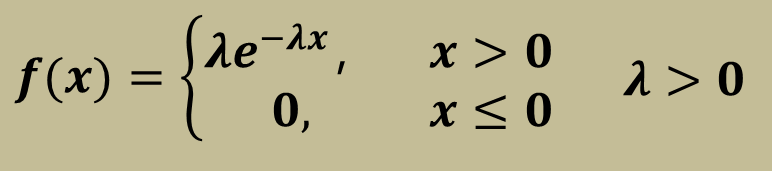 f(x) = { λe^{−λx}, x > 0
0, x ≤ 0 λ > 0